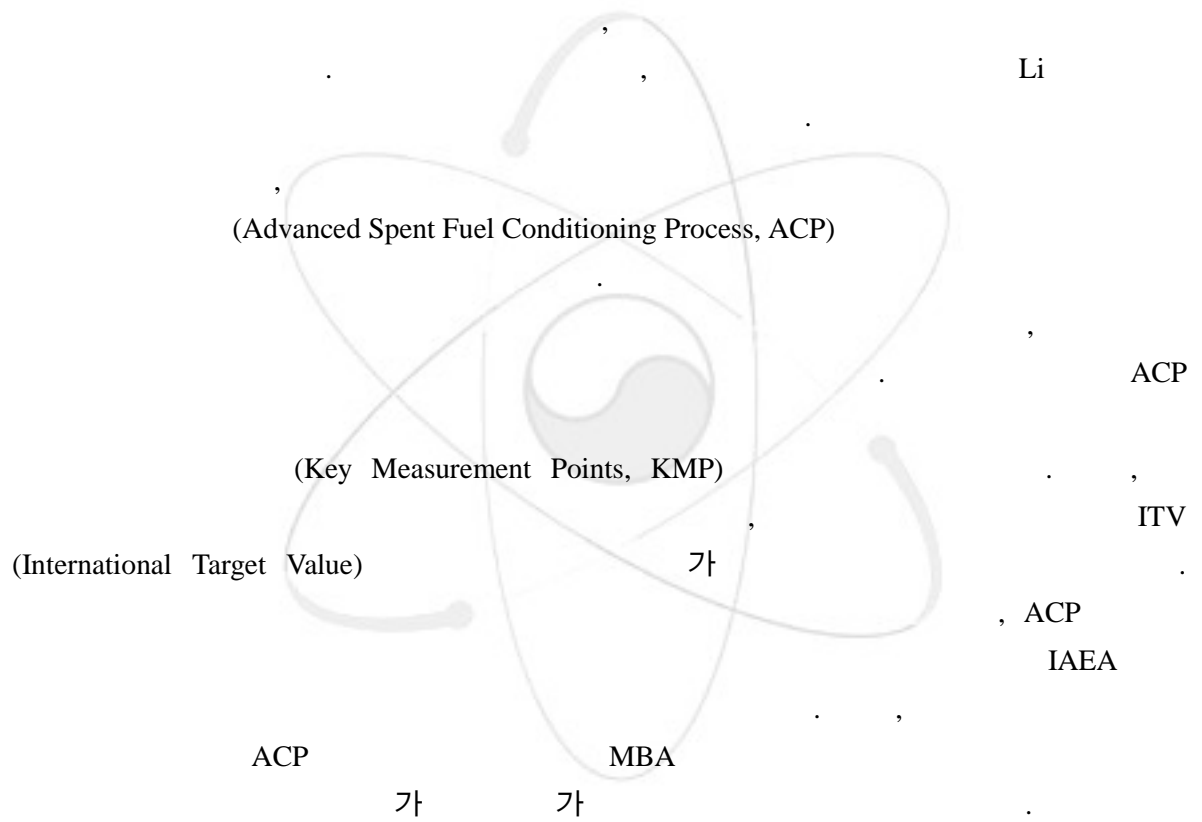 ,
. , Li
.
,
(Advanced Spent Fuel Conditioning Process, ACP)
.
,
. ACP
(Key Measurement Points, KMP) . ,
, ITV
(International Target Value) 가 .
, ACP
IAEA
. ,
ACP MBA
가 가 .